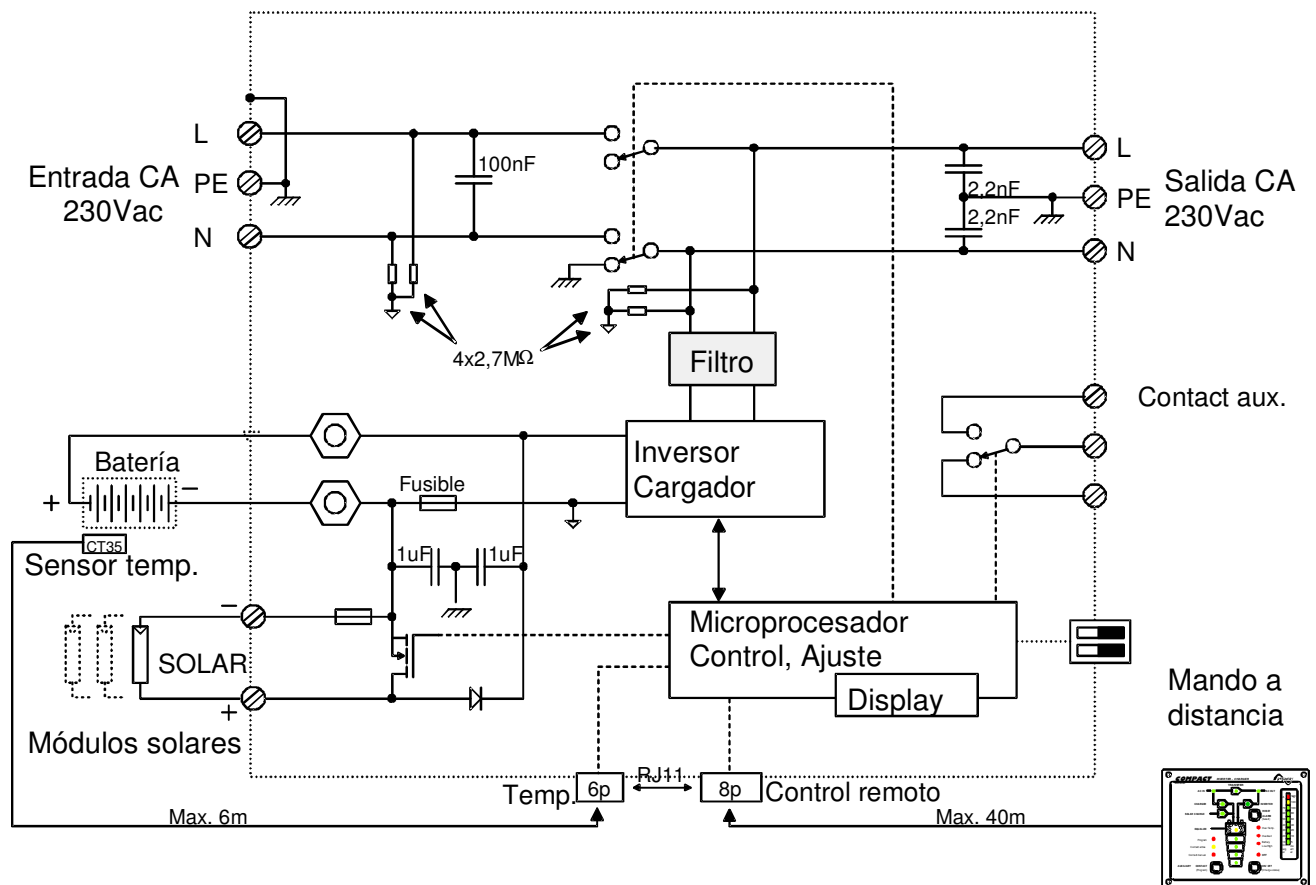 L
Entrada CA
230Vac
PE
N
100nF
2,2nF
2,2nF
L
PE
N
Salida CA
230Vac
4x2,7MΩ
Filtro
Contact aux.
Inversor
Cargador
Batería
+
−
Fusible
CT35
Sensor temp.
1uF
1uF
−
SOLAR
+
Módulos solares
Microprocesador
Control, Ajuste
Display
Mando a
distancia
Temp.
6p
RJ11
8p
Control remoto
Max. 6m
Max. 40m
COMPACT